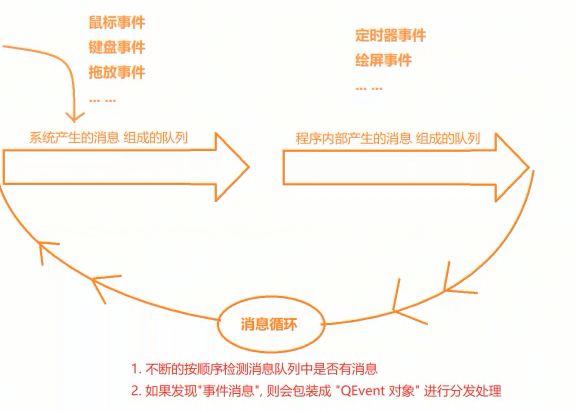 鼠标事件
键盘事件
拖放事件
... ...
定时器事件
绘屏事件
... ...
系统产生的消息 组成的队列
程序内部产生的消息 组成的队列
消息循环
1. 不断的按顺序检测消息队列中是否有消息
2. 如果发现"事件消息", 则会包装成 "QEvent 对象" 进行分发处理